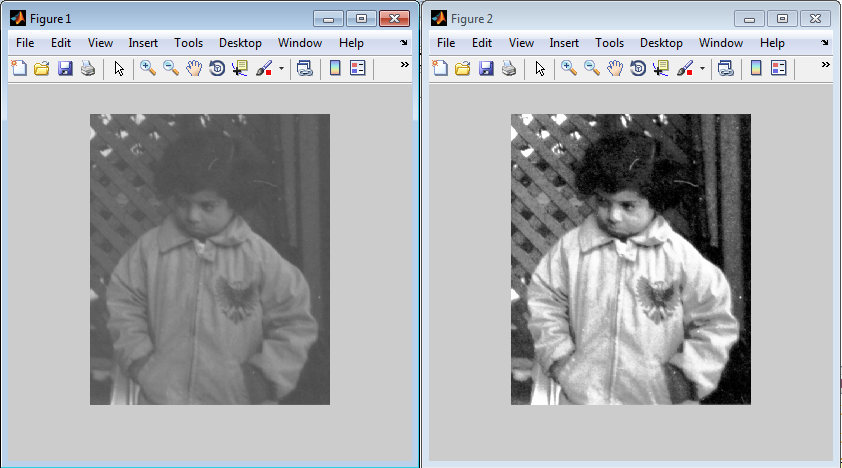 Figure 1
File Edit View Insert Tools Desktop Window Help
Figure 2
File Edit View Insert Tools Desktop Window Help